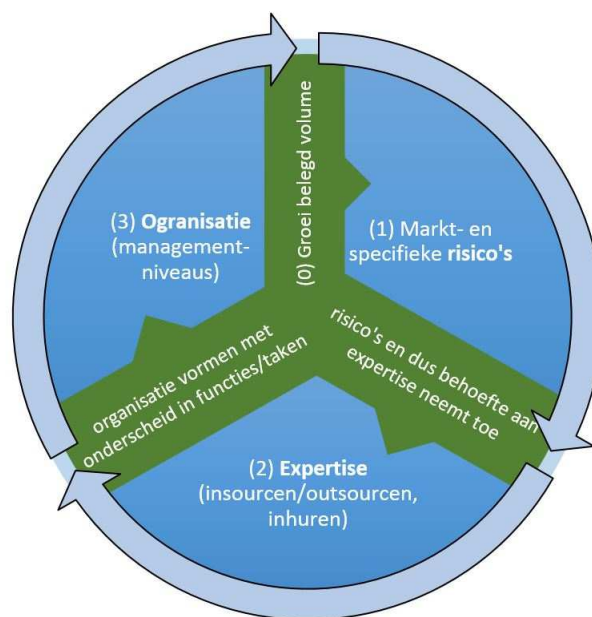 (0) Groei belegd volume
(1) Markt- en
specifieke risico's
risico's en dus behoefte aan
expertise neemt toe
(2) Expertise
(insourcen/outsourcen,
inhuren)
organisatie vormen met
onderscheid in functies/taken
(3) Ogranisatie
(management-
niveaus)